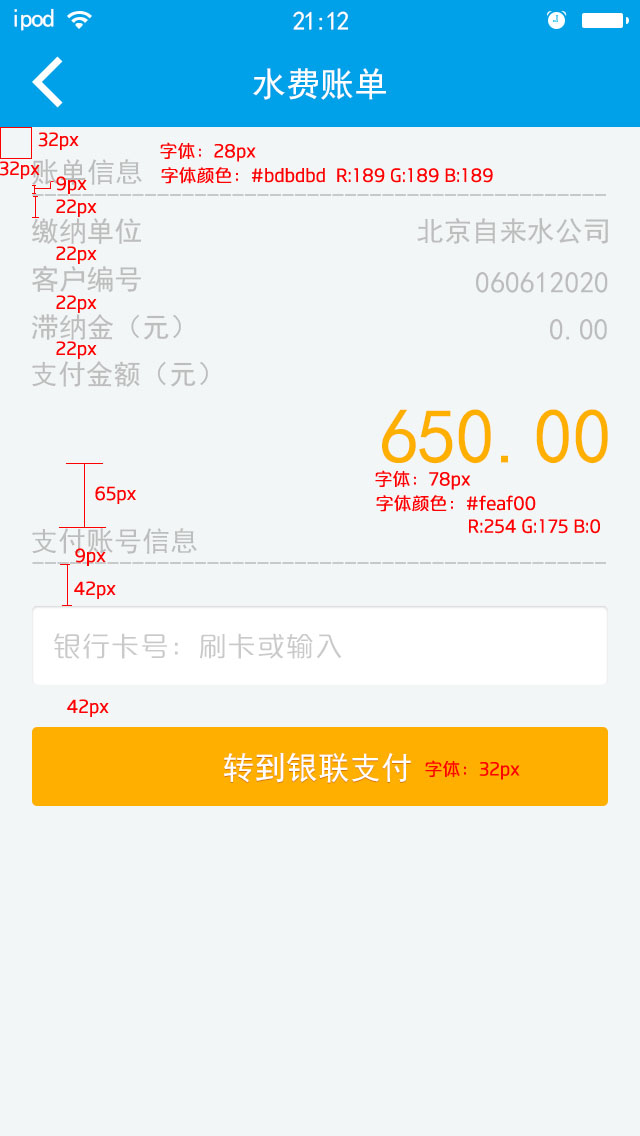 ipod 21:12
水费账单
32px
字体：28px
32px
账单信息
字体颜色：#bdbdbd R:189 G:189 B:189
9px
22px
缴纳单位 北京自来水公司
22px
客户编号 060612020
22px
滞纳金（元） 0.00
22px
支付金额（元）
650.00
字体：78px
65px
字体颜色：#feaf00
R:254 G:175 B:0
支付账号信息
9px
42px
银行卡号：刷卡或输入
42px
转到银联支付 字体：32px